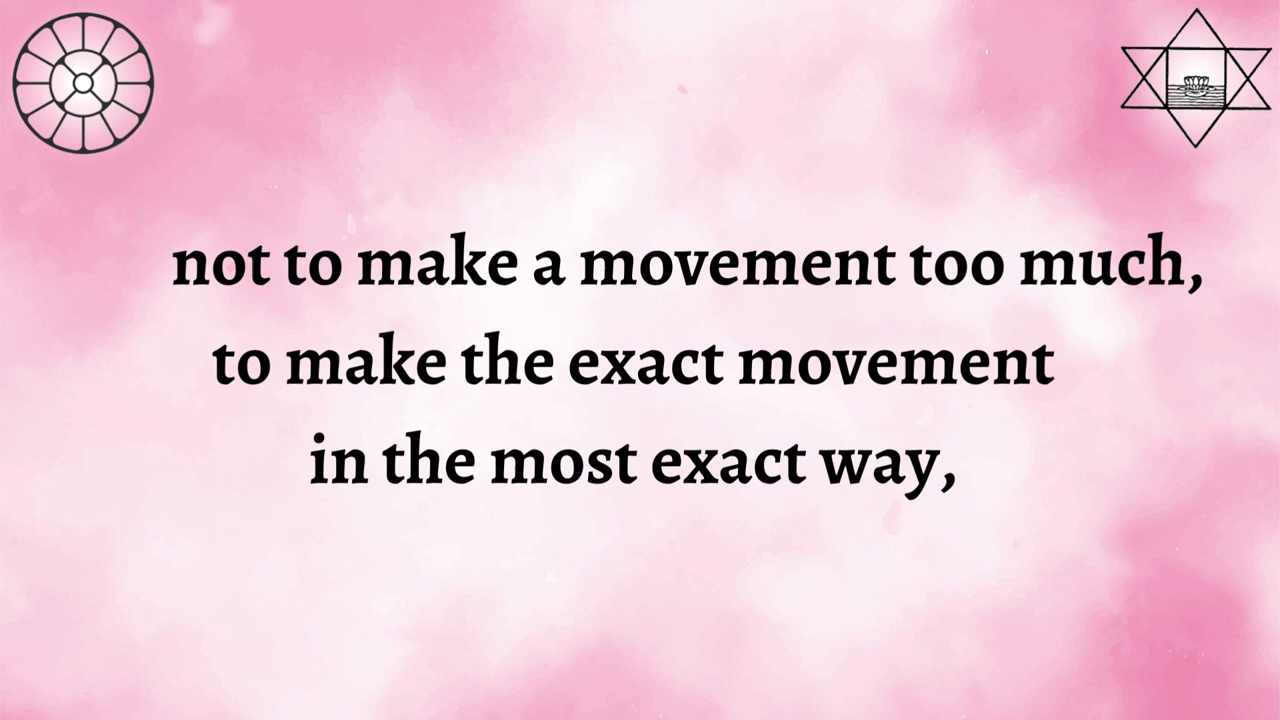 not to make a movement too much,
to make the exact movement
in the most exact way,